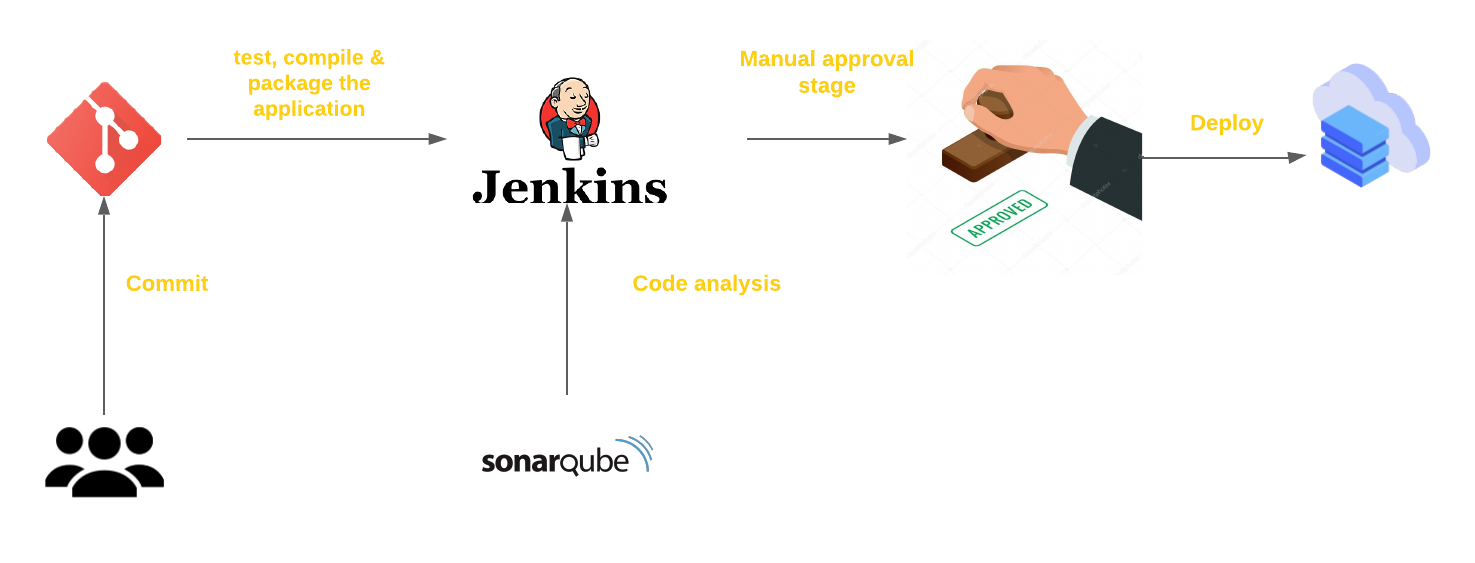 test, compile &
package the
application
Manual approval
stage
Deploy
Jenkins
APPROVED
Commit
Code analysis
sonarqube